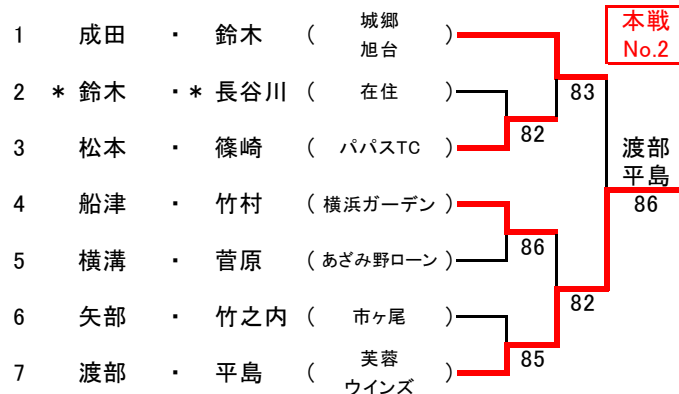 本戦
No.2
1 成田 ・ 鈴木 ( 城郷 旭台 )
83
2 * 鈴木 ・ * 長谷川 ( 在住 )
82
3 松本 ・ 篠崎 ( パパスTC )
渡部
平島
86
4 船津 ・ 竹村 ( 横浜ガーデン )
86
5 横溝 ・ 菅原 ( あざみ野ローン )
82
6 矢部 ・ 竹之内 ( 市ヶ尾 )
85
7 渡部 ・ 平島 ( 芙蓉 ウインズ )